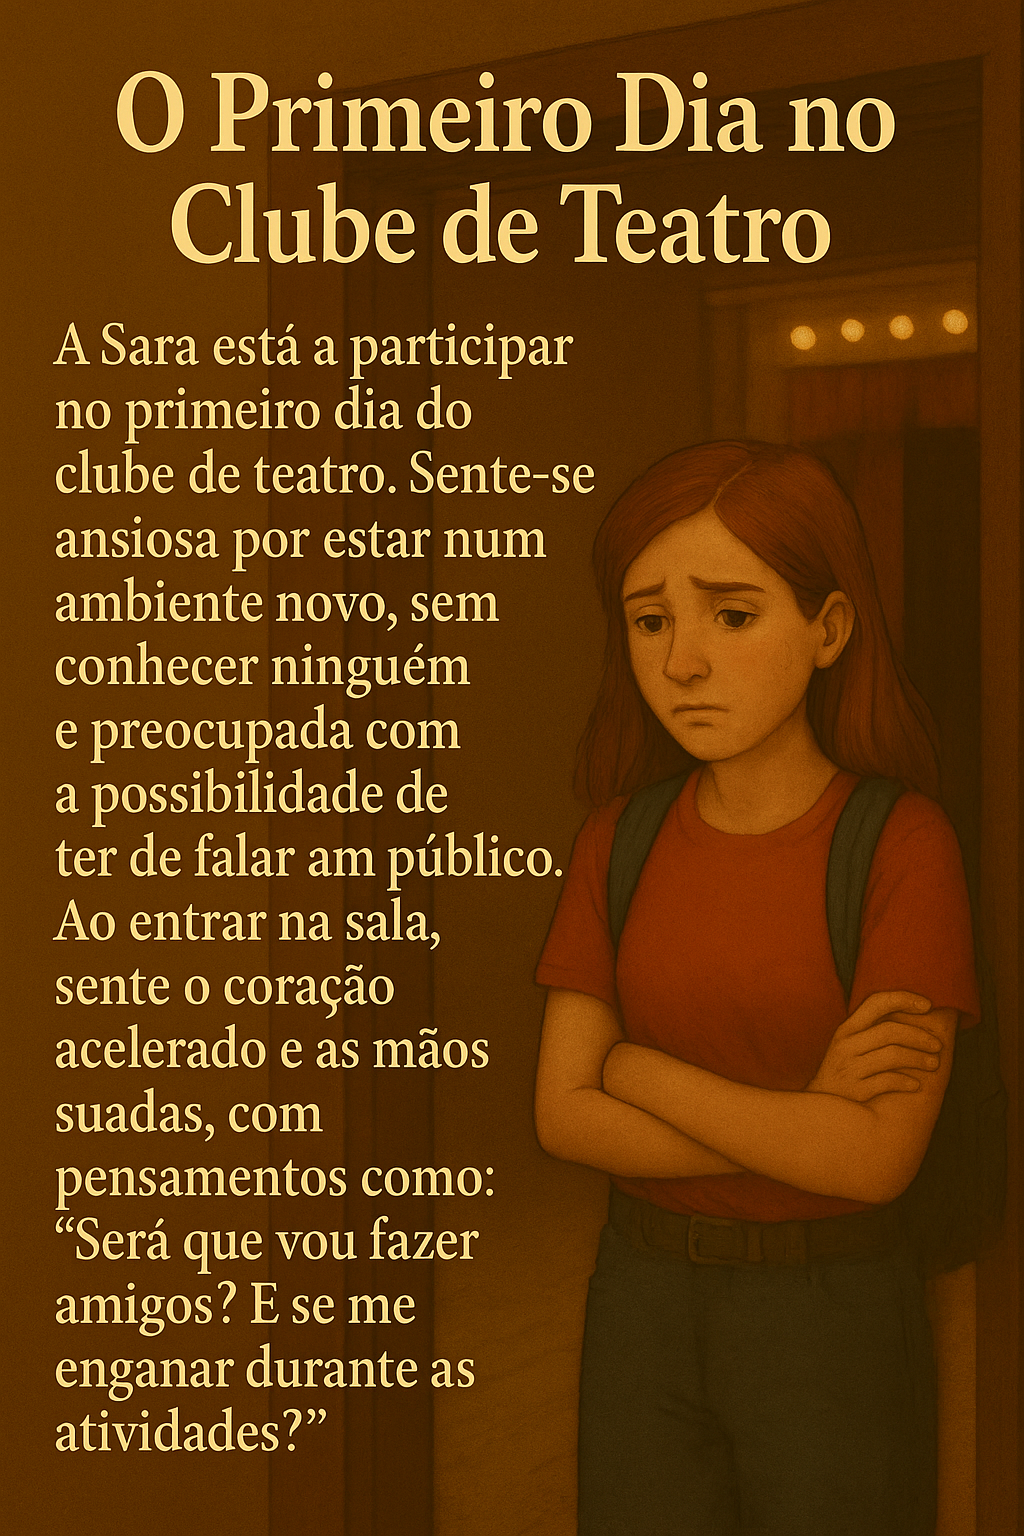 O Primeiro Dia no
Clube de Teatro
A Sara está a participar
no primeiro dia do
clube de teatro. Sente-se
ansiosa por estar num
ambiente novo, sem
conhecer ninguém
e preocupada com
a possibilidade de
ter de falar am público.
Ao entrar na sala,
sente o coração
acelerado e as mãos
suadas, com
pensamentos como:
“Será que vou fazer
amigos? E se me
enganar durante as
atividades?”